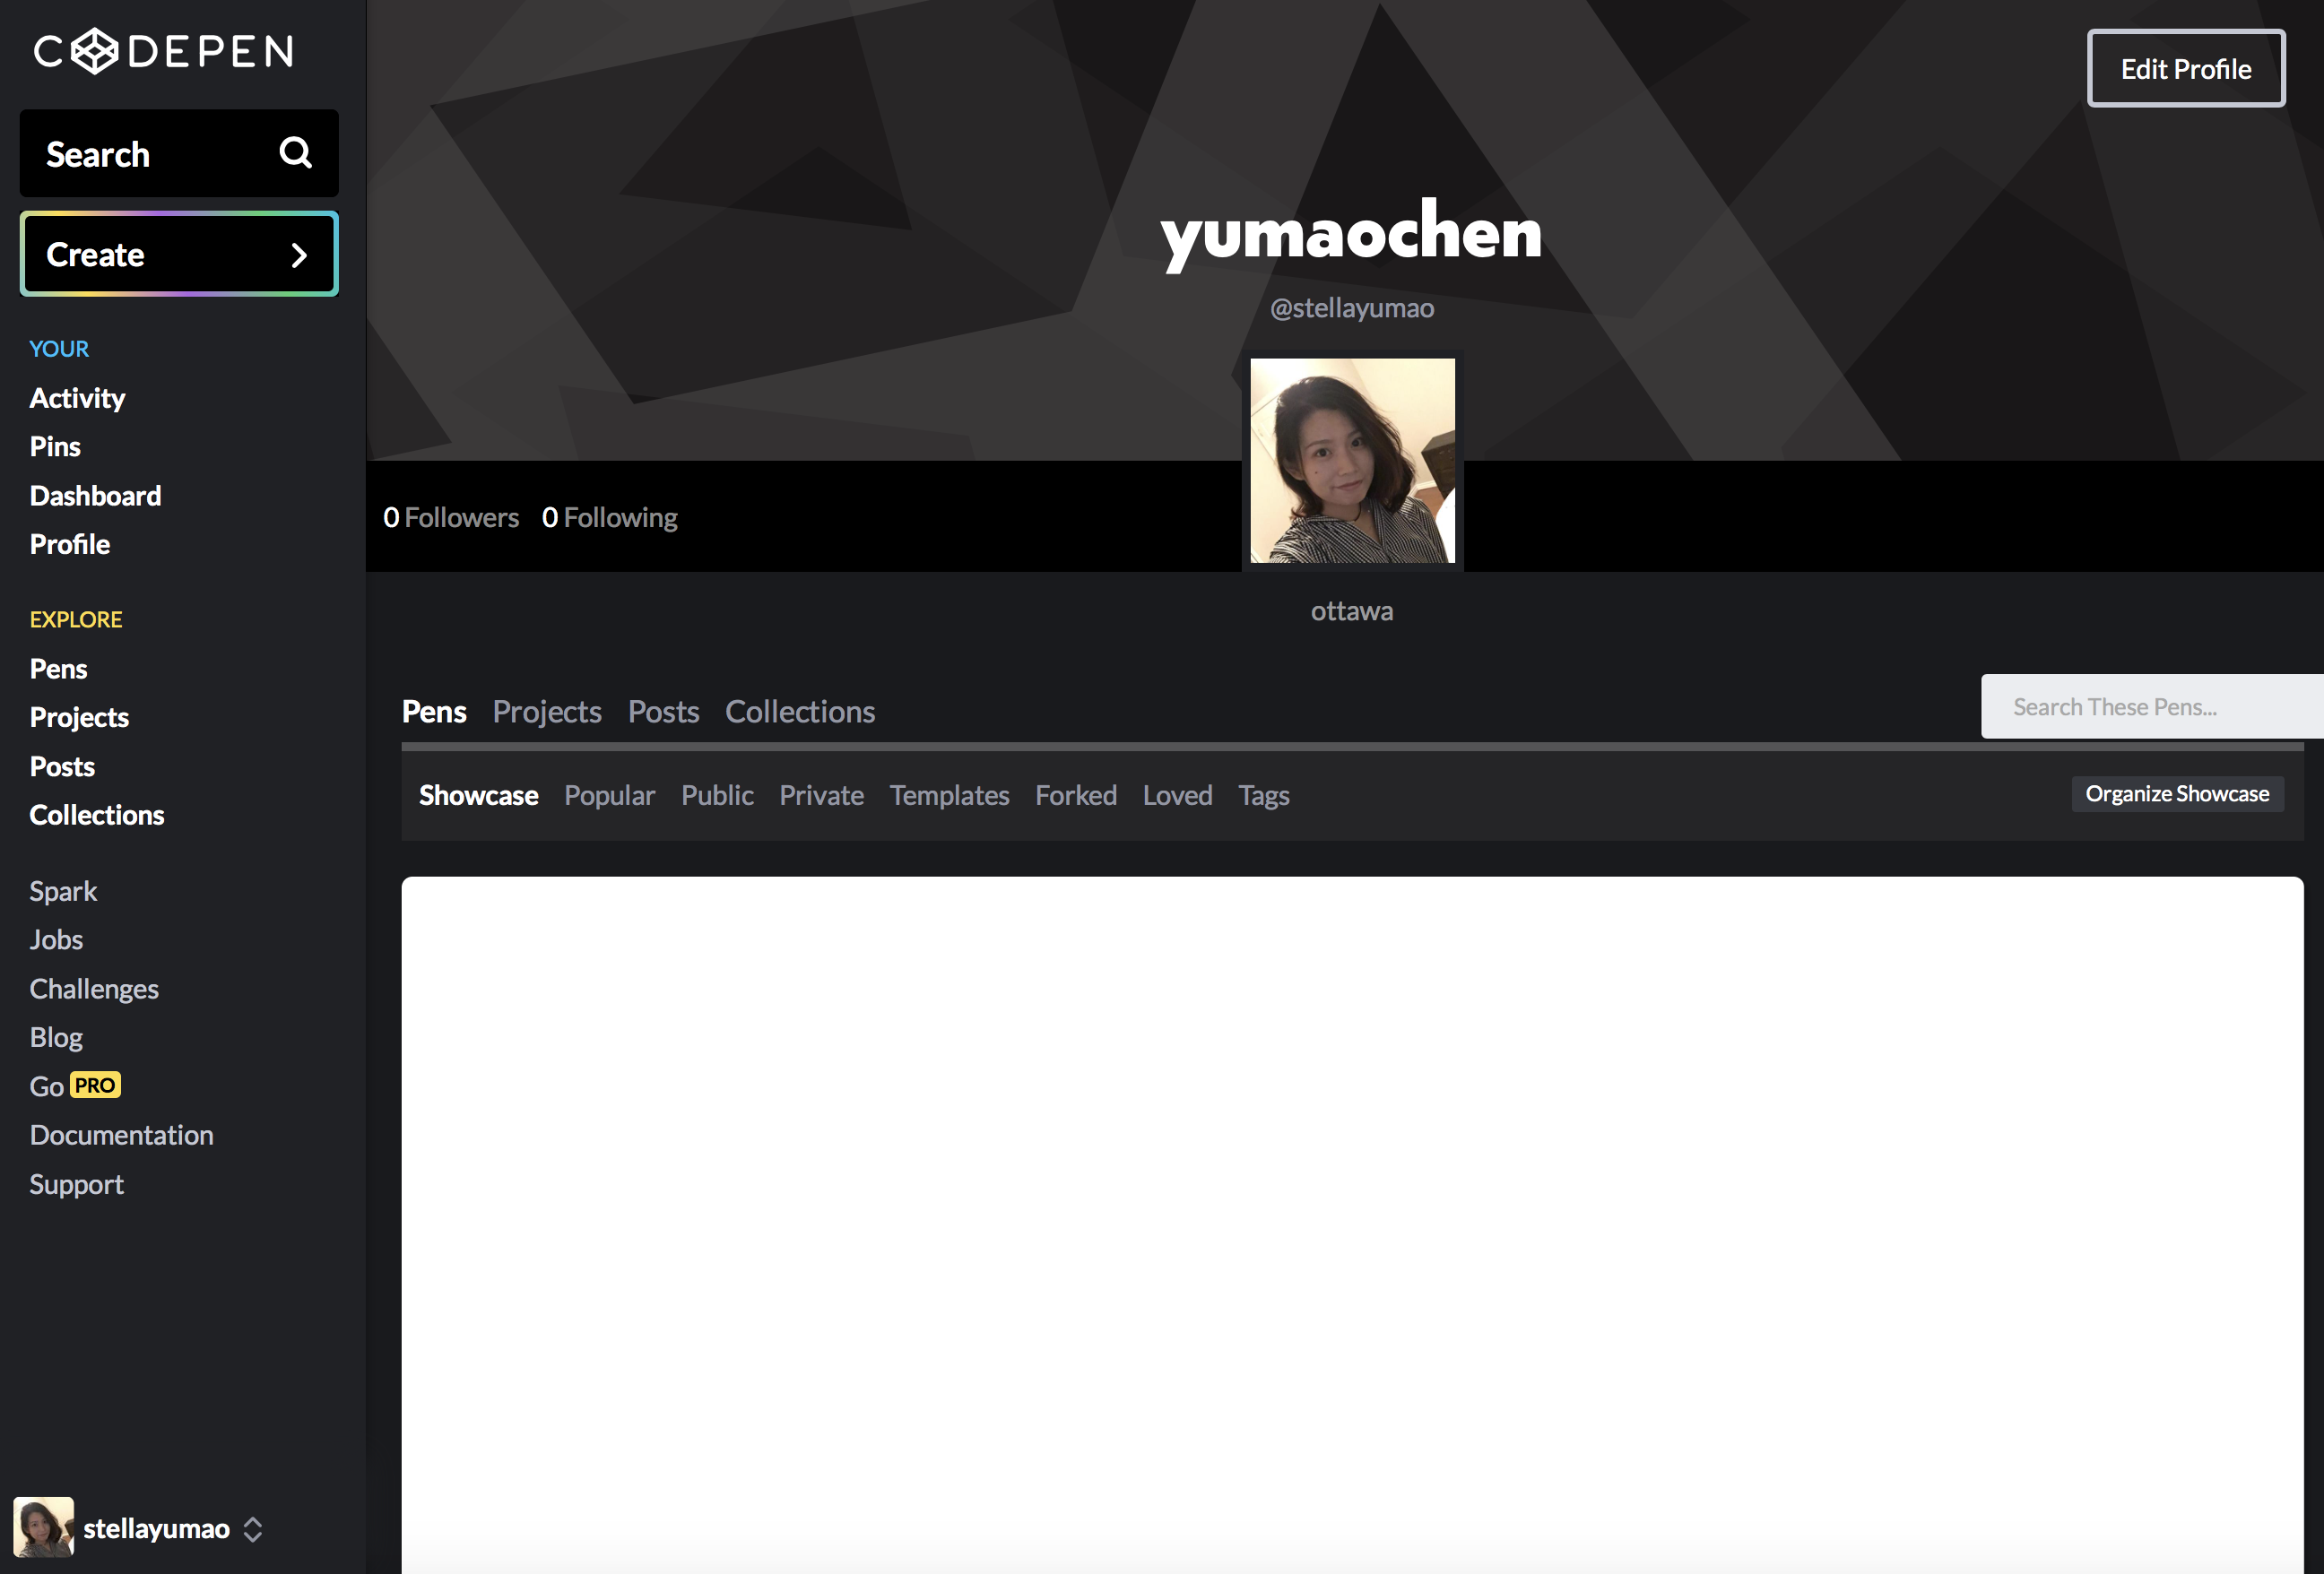 CODEPEN
Search
Create
YOUR
Activity
Pins
Dashboard
Profile
EXPLORE
Pens
Projects
Posts
Collections
Spark
Jobs
Challenges
Blog
Go PRO
Documentation
Support
stellayumao
Edit Profile
yumaochen
@stellayumao
0 Followers 0 Following
ottawa
Pens Projects Posts Collections
Search These Pens...
Showcase Popular Public Private Templates Forked Loved Tags
Organize Showcase